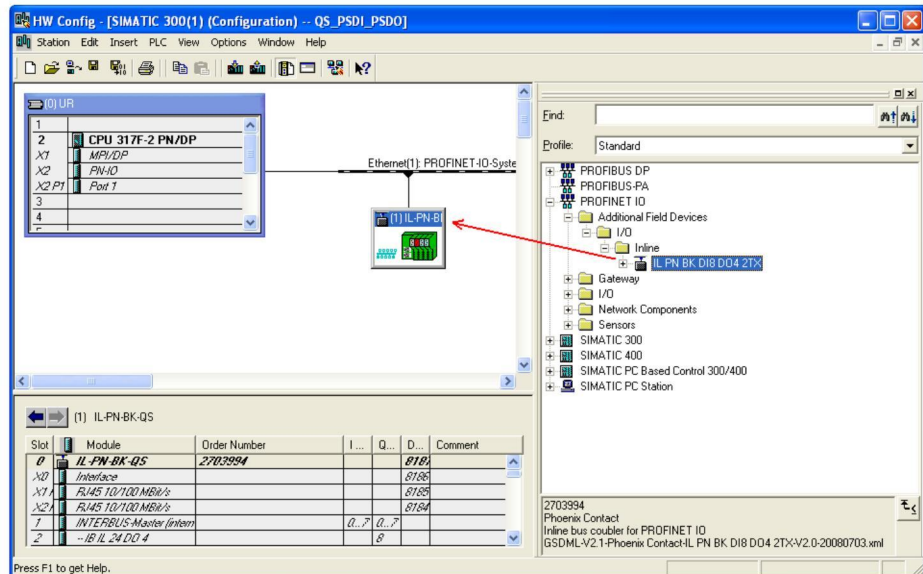 HW Config - [SIMATIC 300(1) (Configuration) -- QS_PSDI_PSDO]
Station Edit Insert PLC View Options Window Help
(0) UR
1
2 CPU 317F-2 PN/DP
X1 MPI/DP
X2 PN-IO
X2 P1 Port 1
3
4
Ethernet(1): PROFINET-IO-Syste
(1) IL-PN-BK
Find:
Profile: Standard
PROFIBUS DP
PROFIBUS-PA
PROFINET IO
Additional Field Devices
I/O
Inline
IL PN BK DI8 DO4 2TX
Gateway
I/O
Network Components
Sensors
SIMATIC 300
SIMATIC 400
SIMATIC PC Based Control 300/400
SIMATIC PC Station
(1) IL-PN-BK-QS
Slot Module Order Number I ... Q... D... Comment
0 IL-PN-BK-QS 2703994 8187
X0 Interface 8186
X1 RJ45 10/100 MBit/s 8185
X2 RJ45 10/100 MBit/s 8184
1 INTERBUS-Master (intern 0...7 0...7
2 -- IB IL 24 DO 4 8
2703994
Phoenix Contact
Inline bus coubler for PROFINET IO
GSDML-V2.1-Phoenix Contact-IL PN BK DI8 DO4 2TX-V2.0-20080703.xml
Press F1 to get Help.